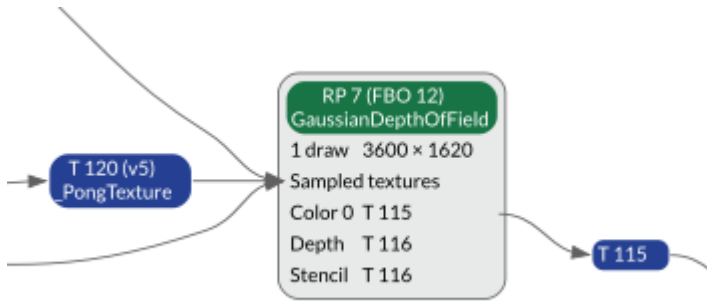 T 120 (v5)
_PongTexture
RP 7 (FBO 12)
GaussianDepthOfField
1 draw 3600 × 1620
Sampled textures
Color 0 T 115
Depth T 116
Stencil T 116
T 115